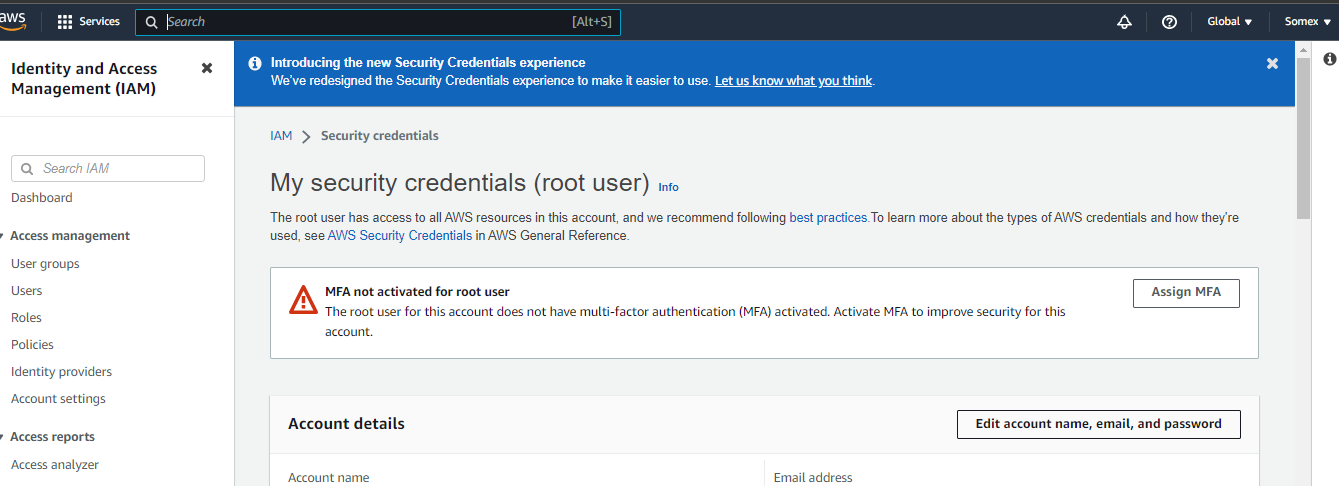 aws
Services
Search
[Alt+S]
Global
Somex
Identity and Access
Management (IAM)
Search IAM
Dashboard
Access management
User groups
Users
Roles
Policies
Identity providers
Account settings
Access reports
Access analyzer
Introducing the new Security Credentials experience
We've redesigned the Security Credentials experience to make it easier to use. Let us know what you think.
IAM
Security credentials
My security credentials (root user) Info
The root user has access to all AWS resources in this account, and we recommend following best practices.To learn more about the types of AWS credentials and how they're
used, see AWS Security Credentials in AWS General Reference.
MFA not activated for root user
The root user for this account does not have multi-factor authentication (MFA) activated. Activate MFA to improve security for this
account.
Assign MFA
Account details
Edit account name, email, and password
Account name
Email address